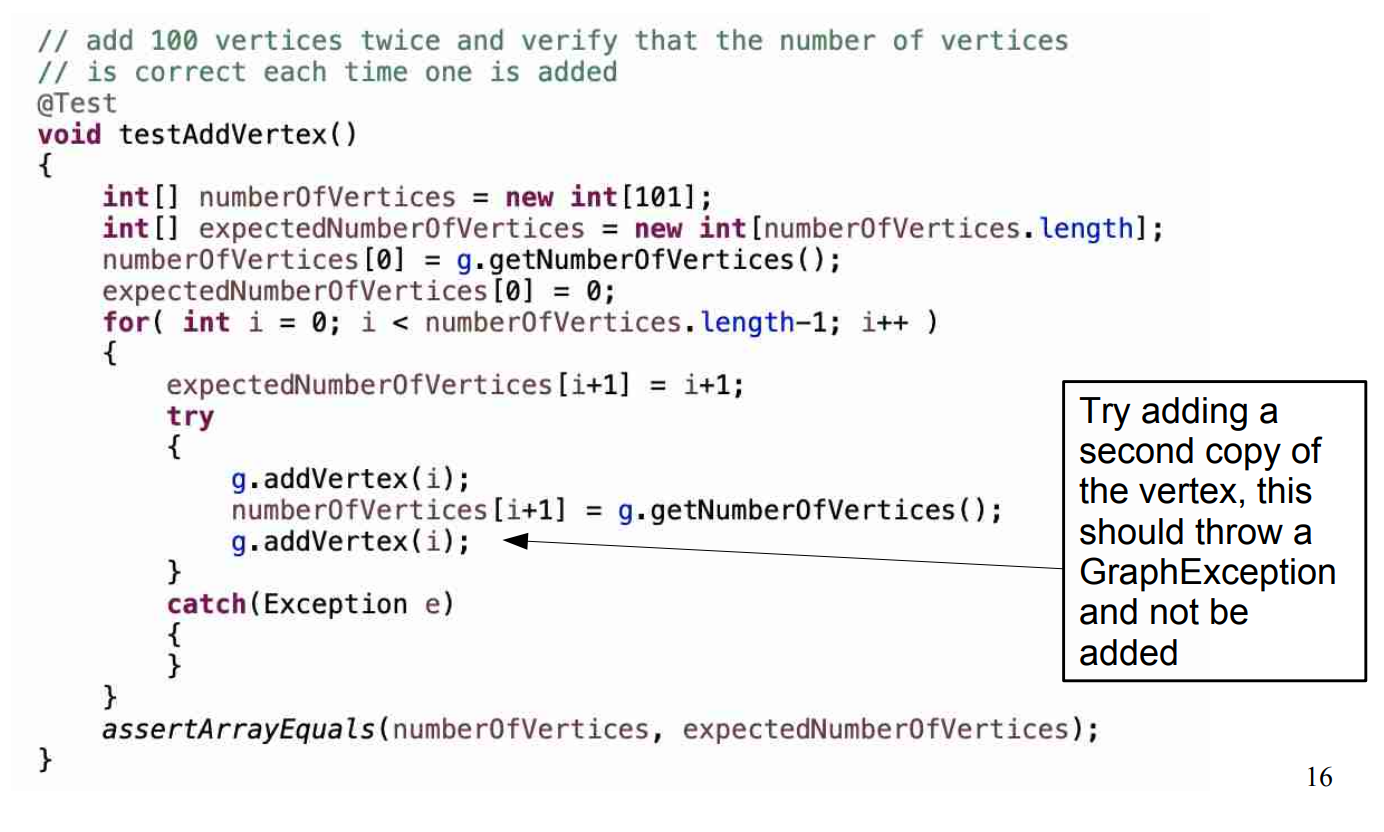 // add 100 vertices twice and verify that the number of vertices
// is correct each time one is added
@Test
void testAddVertex()
{
int[] numberOfVertices = new int[101];
int[] expectedNumberOfVertices = new int[numberOfVertices.length];
numberOfVertices[0] = g.getNumberOfVertices();
expectedNumberOfVertices[0] = 0;
for( int i = 0; i < numberOfVertices.length-1; i++ )
{
expectedNumberOfVertices[i+1] = i+1;
try
{
g.addVertex(i);
numberOfVertices[i+1] = g.getNumberOfVertices();
g.addVertex(i);
}
catch(Exception e)
{
}
}
assertArrayEquals(numberOfVertices, expectedNumberOfVertices);
}
Try adding a
second copy of
the vertex, this
should throw a
GraphException
and not be
added
16